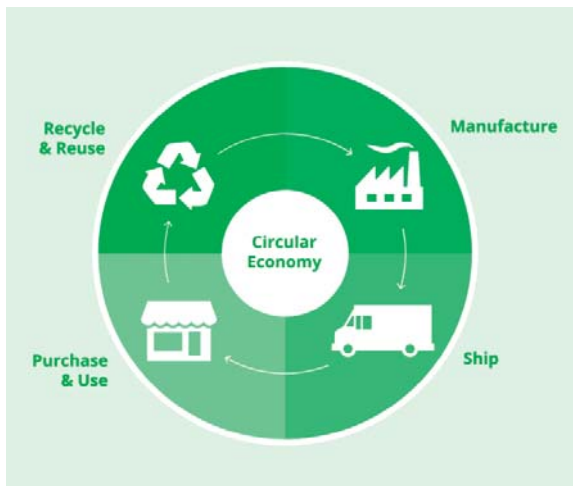 Recycle
& Reuse
Manufacture
Circular
Economy
Purchase
& Use
Ship